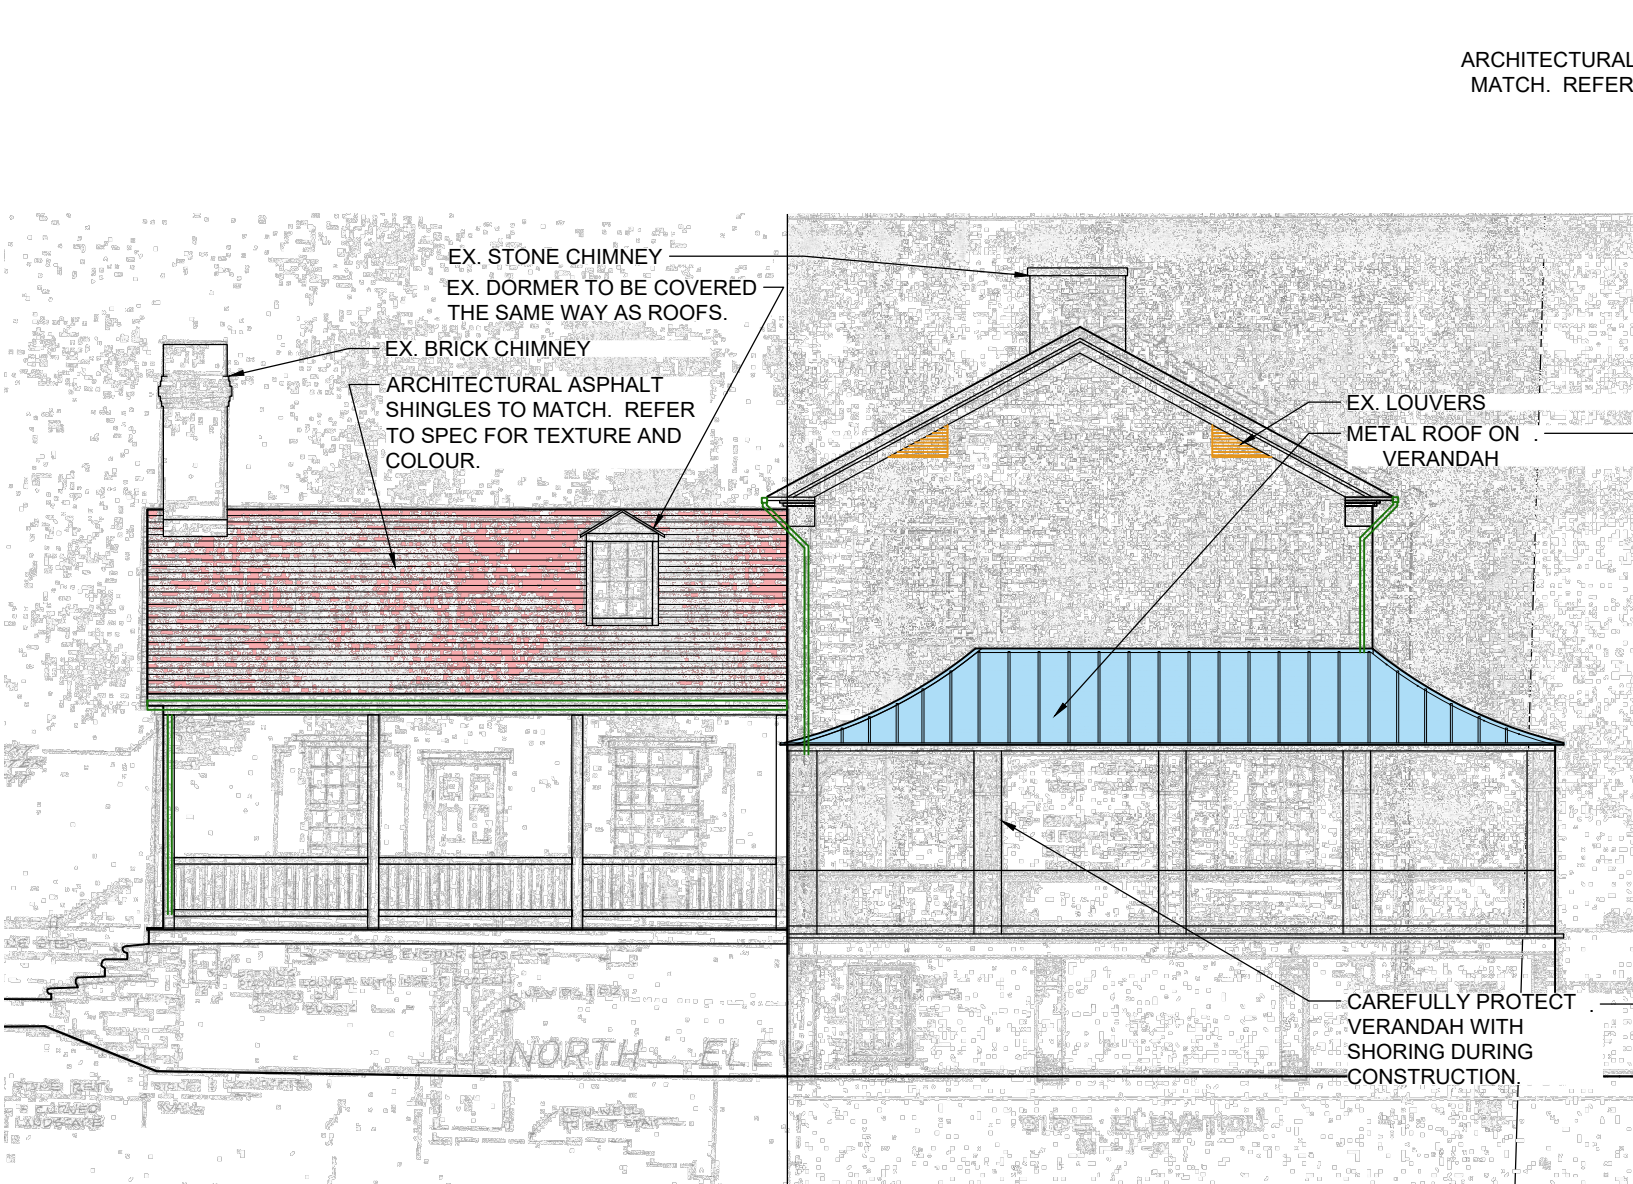 ARCHITECTURAL
MATCH. REFER
EX. STONE CHIMNEY
EX. DORMER TO BE COVERED
THE SAME WAY AS ROOFS.
EX. BRICK CHIMNEY
ARCHITECTURAL ASPHALT
SHINGLES TO MATCH. REFER
TO SPEC FOR TEXTURE AND
COLOUR.
EX. LOUVERS
METAL ROOF ON
VERANDAH
CAREFULLY PROTECT
VERANDAH WITH
SHORING DURING
CONSTRUCTION.
NORTH ELEV
ELEVATION